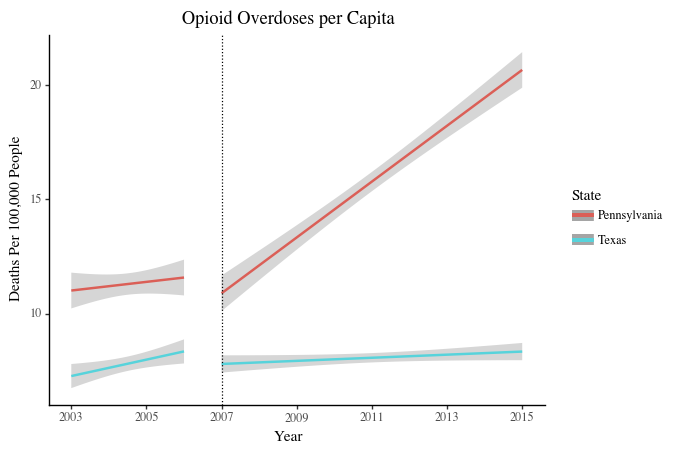 Opioid Overdoses per Capita
Deaths Per 100,000 People
20
15
10
2003 2005 2007 2009 2011 2013 2015
Year
State
Pennsylvania
Texas